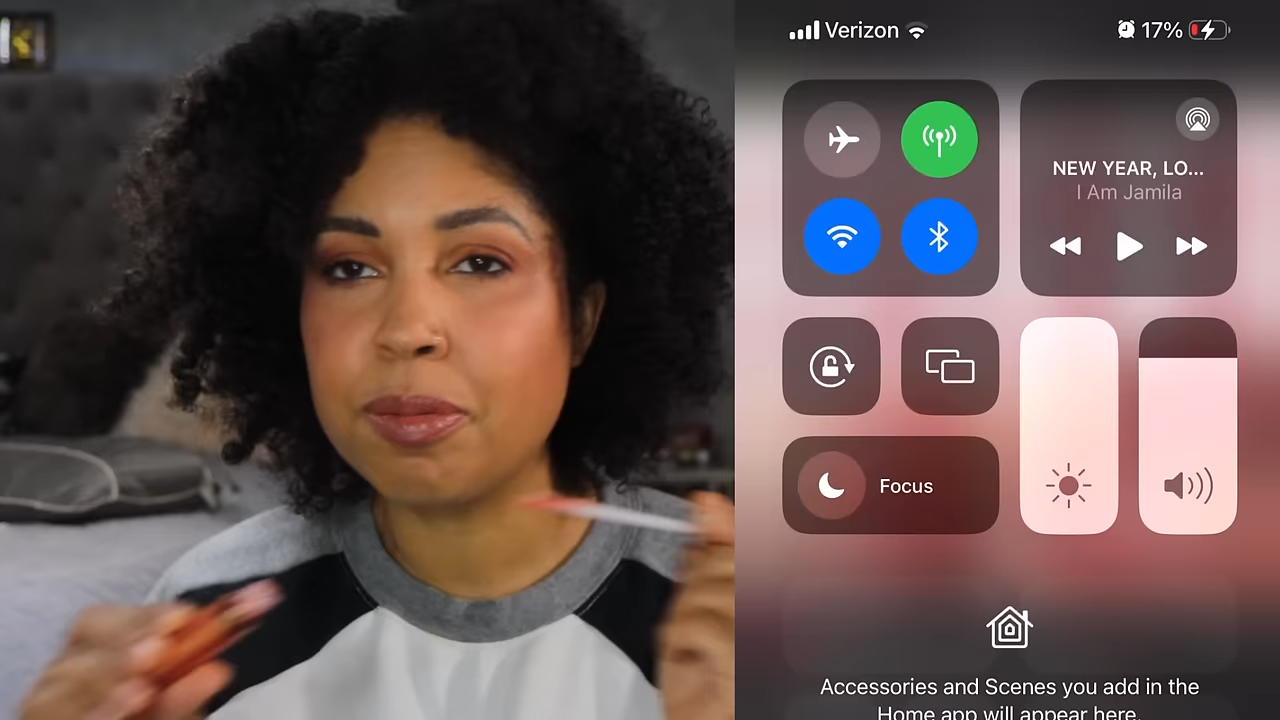 Verizon
17%
NEW YEAR, LO...
I Am Jamila
Focus
Accessories and Scenes you add in the
Home app will appear here.